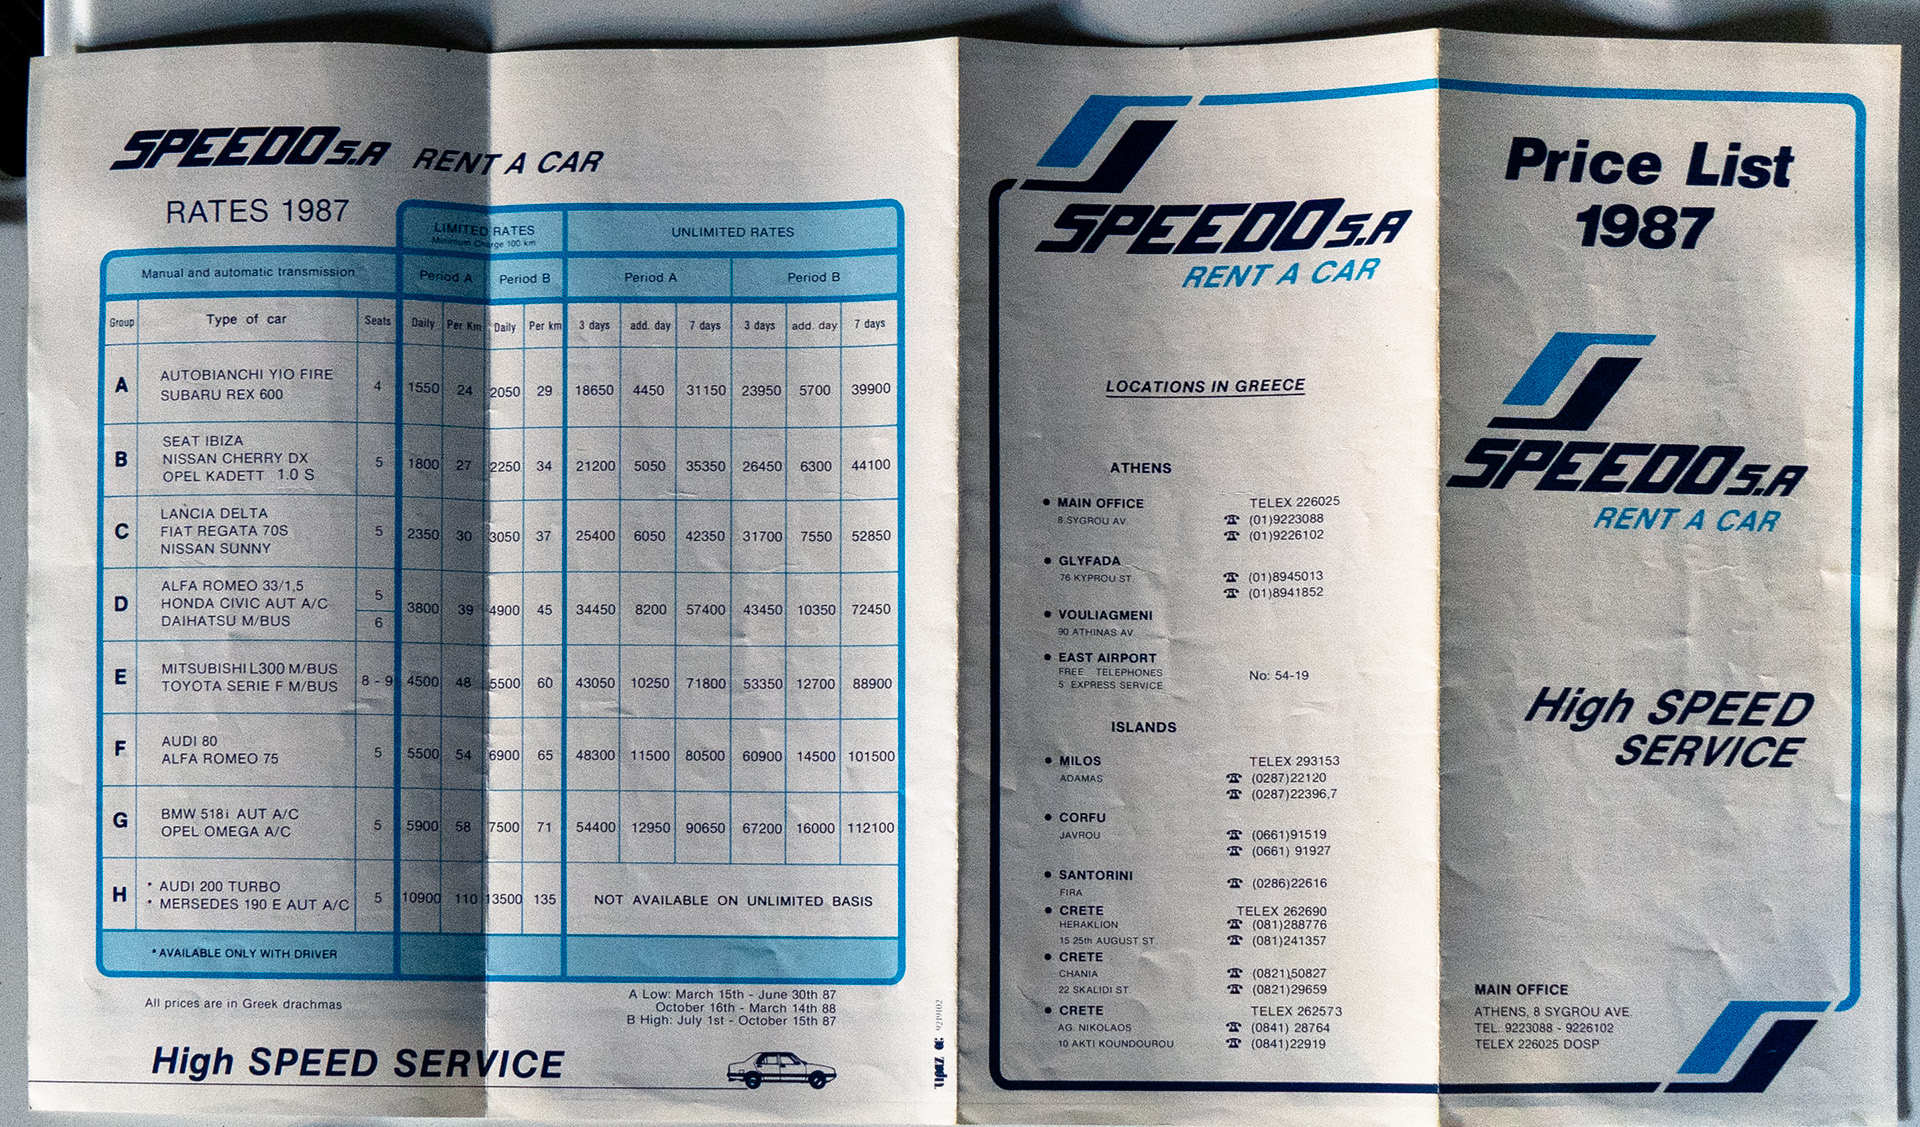 SPEEDO S.A RENT A CAR
RATES 1987
LIMITED RATES
Minimum Charge 100 km
UNLIMITED RATES
Manual and automatic transmission
Period A
Period B
Period A
Period B
Group Type of car Seats Daily Per Km Daily Per km 3 days add. day 7 days 3 days add. day 7 days
A AUTOBIANCHI YIO FIRE
SUBARU REX 600
4 1550 24 2050 29 18650 4450 31150 23950 5700 39900
B SEAT IBIZA
NISSAN CHERRY DX
OPEL KADETT 1.0 S
5 1800 27 2250 34 21200 5050 35350 26450 6300 44100
C LANCIA DELTA
FIAT REGATA 70S
NISSAN SUNNY
5 2350 30 3050 37 25400 6050 42350 31700 7550 52850
D ALFA ROMEO 33/1,5
HONDA CIVIC AUT A/C
DAIHATSU M/BUS
5
6
3800 39 4900 45 34450 8200 57400 43450 10350 72450
E MITSUBISHI L300 M/BUS
TOYOTA SERIE F M/BUS
8 - 9 4500 48 5500 60 43050 10250 71800 53350 12700 88900
F AUDI 80
ALFA ROMEO 75
5 5500 54 6900 65 48300 11500 80500 60900 14500 101500
G BMW 518i AUT A/C
OPEL OMEGA A/C
5 5900 58 7500 71 54400 12950 90650 67200 16000 112100
H * AUDI 200 TURBO
* MERSEDES 190 E AUT A/C
5 10900 110 13500 135 NOT AVAILABLE ON UNLIMITED BASIS
* AVAILABLE ONLY WITH DRIVER
All prices are in Greek drachmas
A Low: March 15th - June 30th 87
October 16th - March 14th 88
B High: July 1st - October 15th 87
High SPEED SERVICE
9219102
SPEEDO S.A
RENT A CAR
LOCATIONS IN GREECE
ATHENS
• MAIN OFFICE TELEX 226025
8 SYGROU AV. ☎ (01)9223088
☎ (01)9226102
• GLYFADA
76 KYPROU ST. ☎ (01)8945013
☎ (01)8941852
• VOULIAGMENI
90 ATHINAS AV.
• EAST AIRPORT
FREE TELEPHONES No: 54-19
5 EXPRESS SERVICE
ISLANDS
• MILOS TELEX 293153
ADAMAS ☎ (0287)22120
☎ (0287)22396,7
• CORFU
JAVROU ☎ (0661)91519
☎ (0661) 91927
• SANTORINI ☎ (0286)22616
FIRA
• CRETE TELEX 262690
HERAKLION ☎ (081)288776
15 25th AUGUST ST. ☎ (081)241357
• CRETE
CHANIA ☎ (0821)50827
22 SKALIDI ST. ☎ (0821)29659
• CRETE TELEX 262573
AG. NIKOLAOS ☎ (0841) 28764
10 AKTI KOUNDOUROU ☎ (0841)22919
Price List
1987
SPEEDO S.A
RENT A CAR
High SPEED
SERVICE
MAIN OFFICE
ATHENS, 8 SYGROU AVE.
TEL. 9223088 - 9226102
TELEX 226025 DOSP